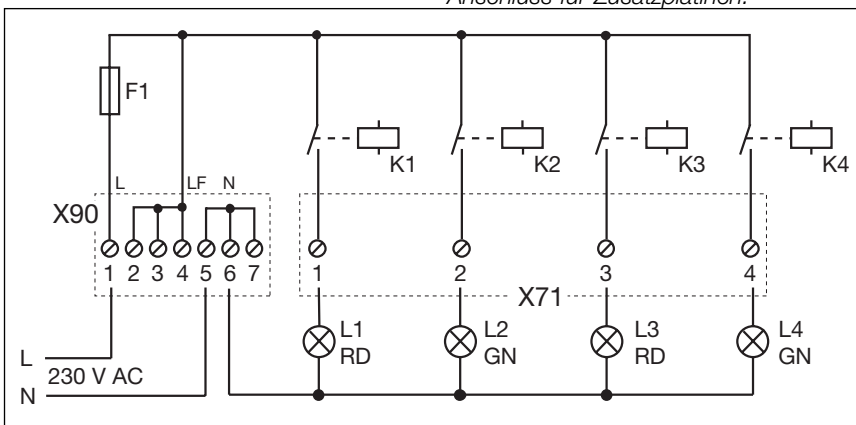 Anschluss für Zusatzplatinen:
F1
K1 K2 K3 K4
L LF N
X90
1 2 3 4 5 6 7
1 2 3 4
X71
L1 L2 L3 L4
RD GN RD GN
L
230 V AC
N